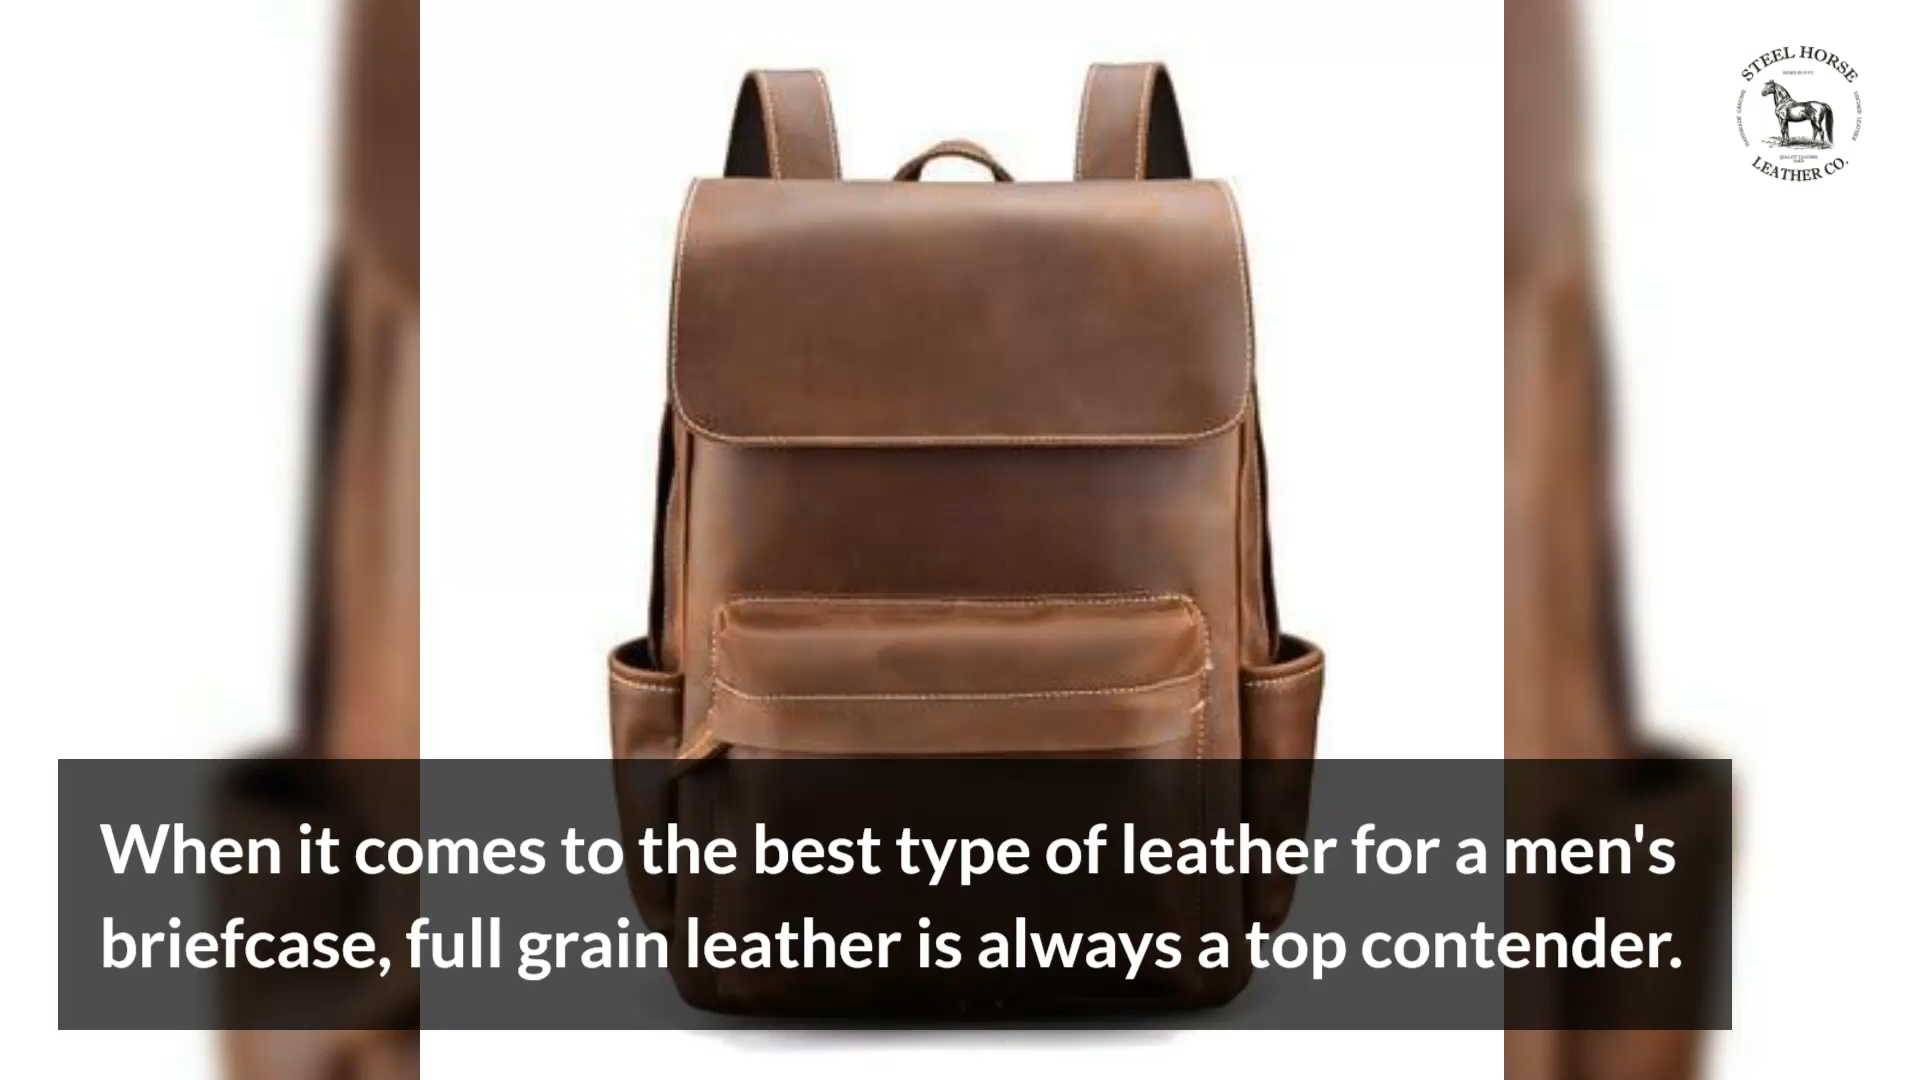 STEEL HORSE
LEATHER CO.
When it comes to the best type of leather for a men's
briefcase, full grain leather is always a top contender.